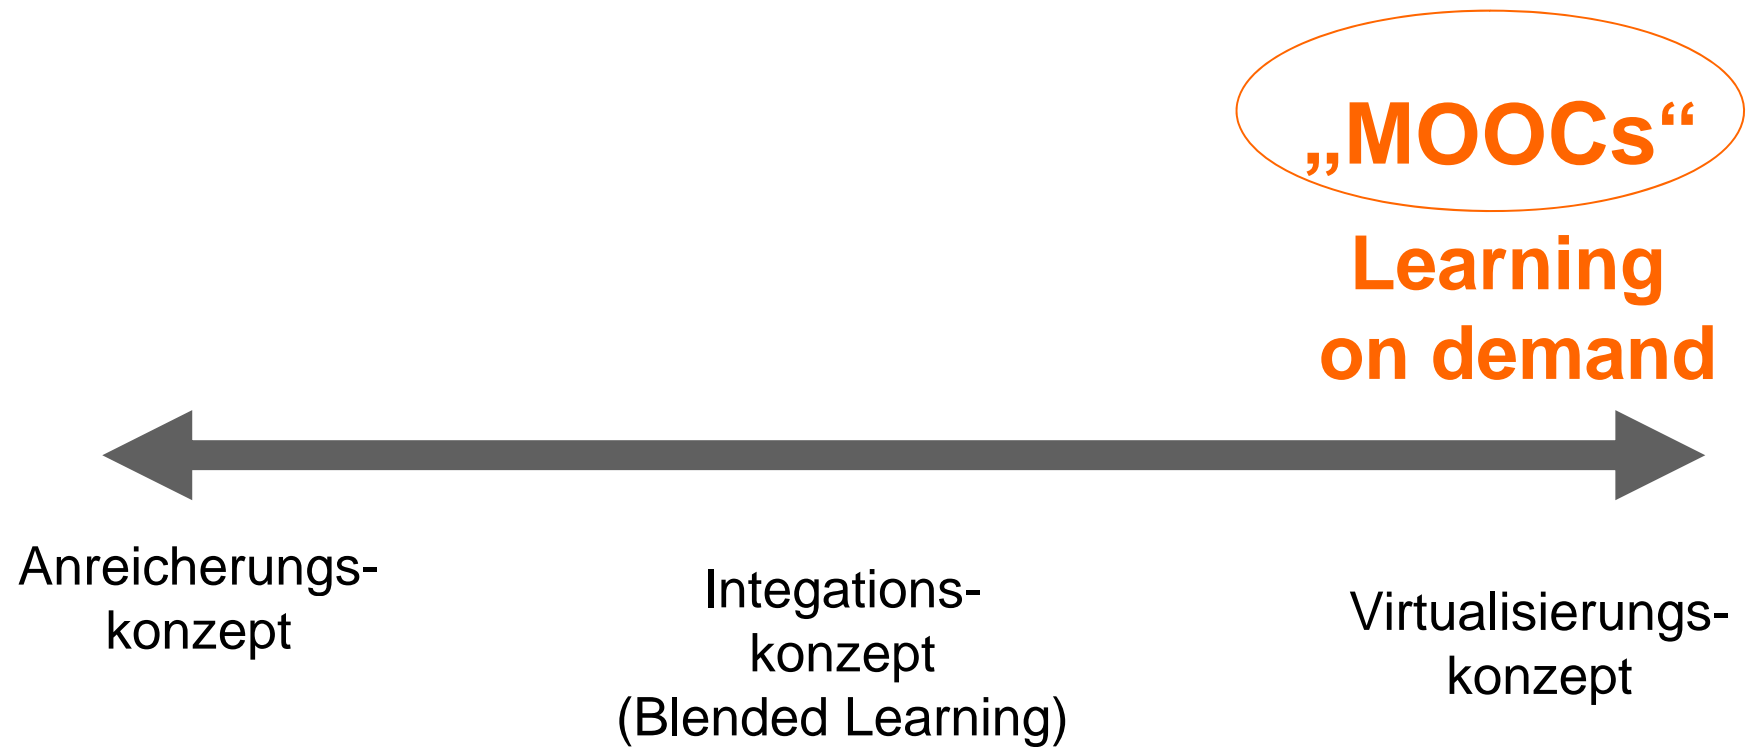 „MOOCs“
Learning
on demand
Anreicherungs-
konzept
Integations-
konzept
(Blended Learning)
Virtualisierungs-
konzept